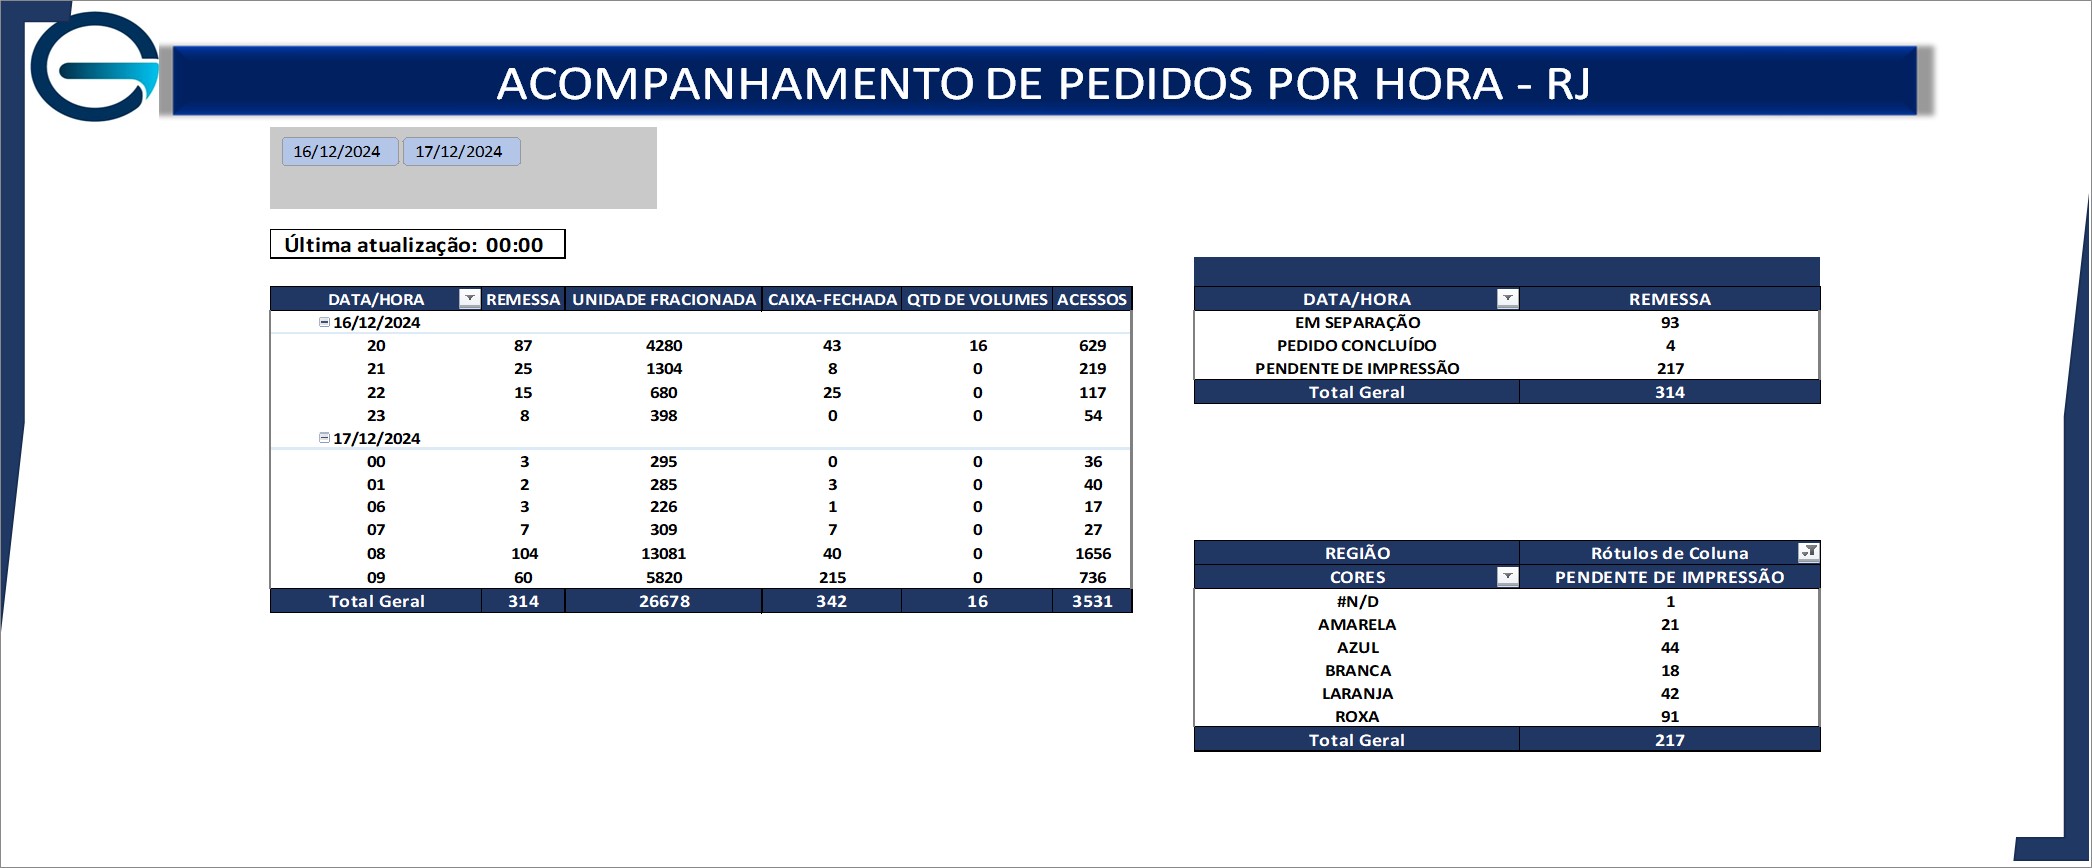 ACOMPANHAMENTO DE PEDIDOS POR HORA - RJ
16/12/2024 17/12/2024
Última atualização: 00:00
DATA/HORA REMESSA UNIDADE FRACIONADA CAIXA-FECHADA QTD DE VOLUMES ACESSOS
16/12/2024
20 87 4280 43 16 629
21 25 1304 8 0 219
22 15 680 25 0 117
23 8 398 0 0 54
17/12/2024
00 3 295 0 0 36
01 2 285 3 0 40
06 3 226 1 0 17
07 7 309 7 0 27
08 104 13081 40 0 1656
09 60 5820 215 0 736
Total Geral 314 26678 342 16 3531
DATA/HORA REMESSA
EM SEPARAÇÃO 93
PEDIDO CONCLUÍDO 4
PENDENTE DE IMPRESSÃO 217
Total Geral 314
REGIÃO Rótulos de Coluna
CORES PENDENTE DE IMPRESSÃO
#N/D 1
AMARELA 21
AZUL 44
BRANCA 18
LARANJA 42
ROXA 91
Total Geral 217